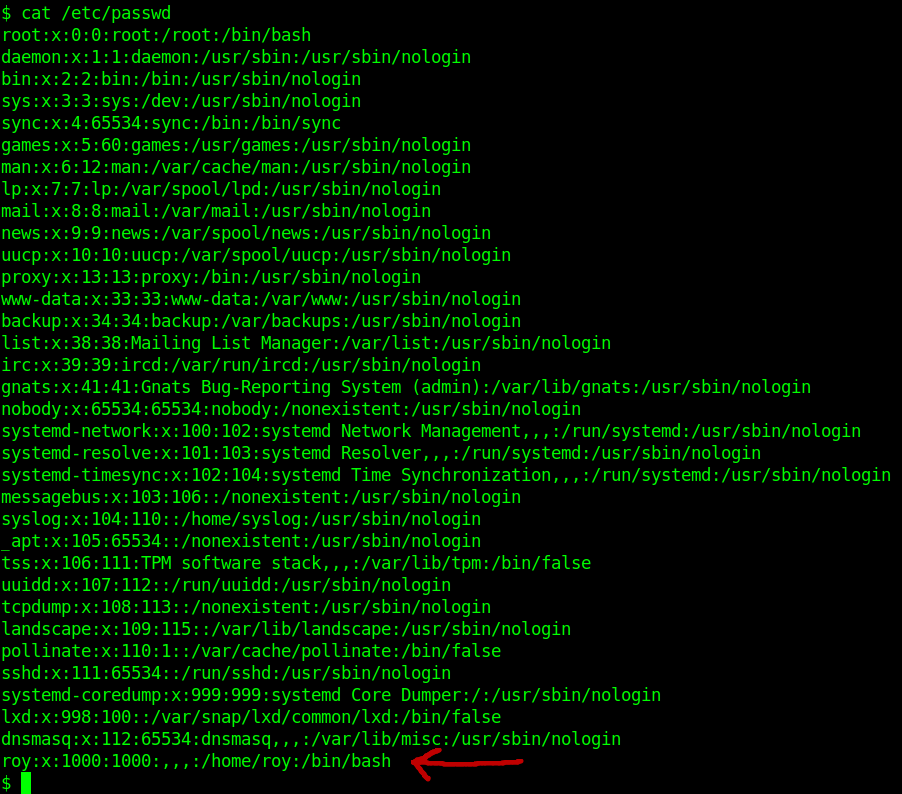 $ cat /etc/passwd
root:x:0:0:root:/root:/bin/bash
daemon:x:1:1:daemon:/usr/sbin:/usr/sbin/nologin
bin:x:2:2:bin:/bin:/usr/sbin/nologin
sys:x:3:3:sys:/dev:/usr/sbin/nologin
sync:x:4:65534:sync:/bin:/bin/sync
games:x:5:60:games:/usr/games:/usr/sbin/nologin
man:x:6:12:man:/var/cache/man:/usr/sbin/nologin
lp:x:7:7:lp:/var/spool/lpd:/usr/sbin/nologin
mail:x:8:8:mail:/var/mail:/usr/sbin/nologin
news:x:9:9:news:/var/spool/news:/usr/sbin/nologin
uucp:x:10:10:uucp:/var/spool/uucp:/usr/sbin/nologin
proxy:x:13:13:proxy:/bin:/usr/sbin/nologin
www-data:x:33:33:www-data:/var/www:/usr/sbin/nologin
backup:x:34:34:backup:/var/backups:/usr/sbin/nologin
list:x:38:38:Mailing List Manager:/var/list:/usr/sbin/nologin
irc:x:39:39:ircd:/var/run/ircd:/usr/sbin/nologin
gnats:x:41:41:Gnats Bug-Reporting System (admin):/var/lib/gnats:/usr/sbin/nologin
nobody:x:65534:65534:nobody:/nonexistent:/usr/sbin/nologin
systemd-network:x:100:102:systemd Network Management,,,:/run/systemd:/usr/sbin/nologin
systemd-resolve:x:101:103:systemd Resolver,,,:/run/systemd:/usr/sbin/nologin
systemd-timesync:x:102:104:systemd Time Synchronization,,,:/run/systemd:/usr/sbin/nologin
messagebus:x:103:106::/nonexistent:/usr/sbin/nologin
syslog:x:104:110::/home/syslog:/usr/sbin/nologin
_apt:x:105:65534::/nonexistent:/usr/sbin/nologin
tss:x:106:111:TPM software stack,,,:/var/lib/tpm:/bin/false
uuidd:x:107:112::/run/uuidd:/usr/sbin/nologin
tcpdump:x:108:113::/nonexistent:/usr/sbin/nologin
landscape:x:109:115::/var/lib/landscape:/usr/sbin/nologin
pollinate:x:110:1::/var/cache/pollinate:/bin/false
sshd:x:111:65534::/run/sshd:/usr/sbin/nologin
systemd-coredump:x:999:999:systemd Core Dumper:/:/usr/sbin/nologin
lxd:x:998:100::/var/snap/lxd/common/lxd:/bin/false
dnsmasq:x:112:65534:dnsmasq,,,:/var/lib/misc:/usr/sbin/nologin
roy:x:1000:1000:,,,:/home/roy:/bin/bash
$